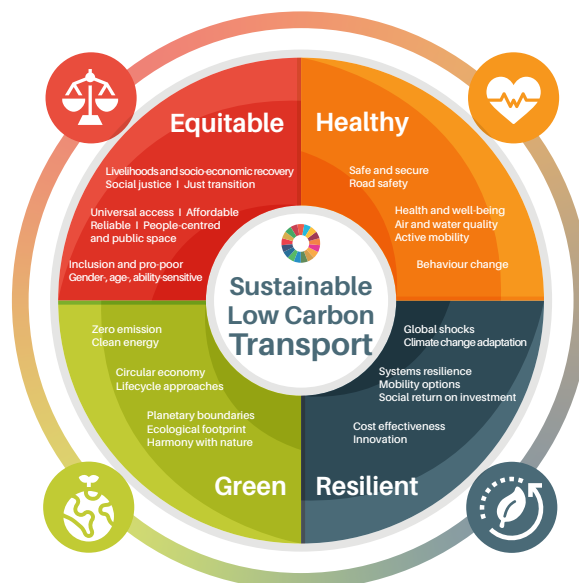 Equitable
Livelihoods and socio-economic recovery
Social justice I Just transition
Universal access I Affordable
Reliable I People-centred
and public space
Inclusion and pro-poor
Gender-, age-, ability-sensitive
Healthy
Safe and secure
Road safety
Health and well-being
Air and water quality
Active mobility
Behaviour change
Sustainable
Low Carbon
Transport
Zero emission
Clean energy
Circular economy
Lifecycle approaches
Planetary boundaries
Ecological footprint
Harmony with nature
Green
Global shocks
Climate change adaptation
Systems resilience
Mobility options
Social return on investment
Cost effectiveness
Innovation
Resilient